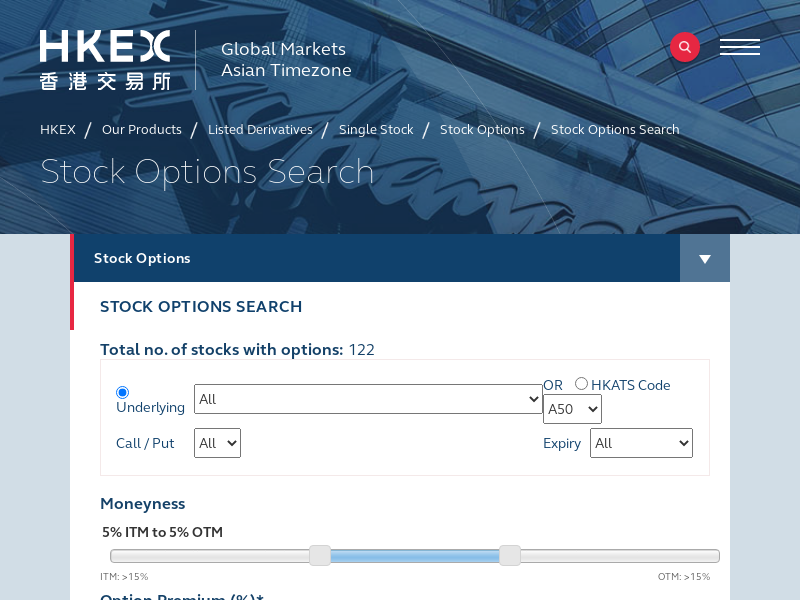 HKEX
香港交易所
Global Markets
Asian Timezone
HKEX / Our Products / Listed Derivatives / Single Stock / Stock Options / Stock Options Search
Stock Options Search
Stock Options
STOCK OPTIONS SEARCH
Total no. of stocks with options: 122
Underlying All
OR HKATS Code
A50
Call / Put All Expiry All
Moneyness
5% ITM to 5% OTM
ITM: >15% OTM: >15%
Option Premium (%)*